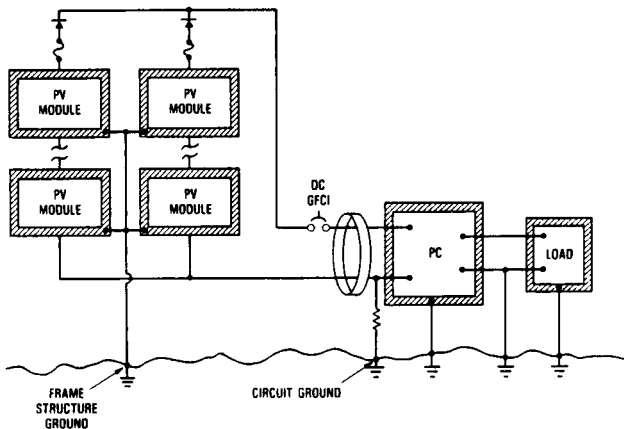 PV
MODULE
PV
MODULE
PV
MODULE
PV
MODULE
DC
GFCI
PC
LOAD
FRAME
STRUCTURE
GROUND
CIRCUIT GROUND